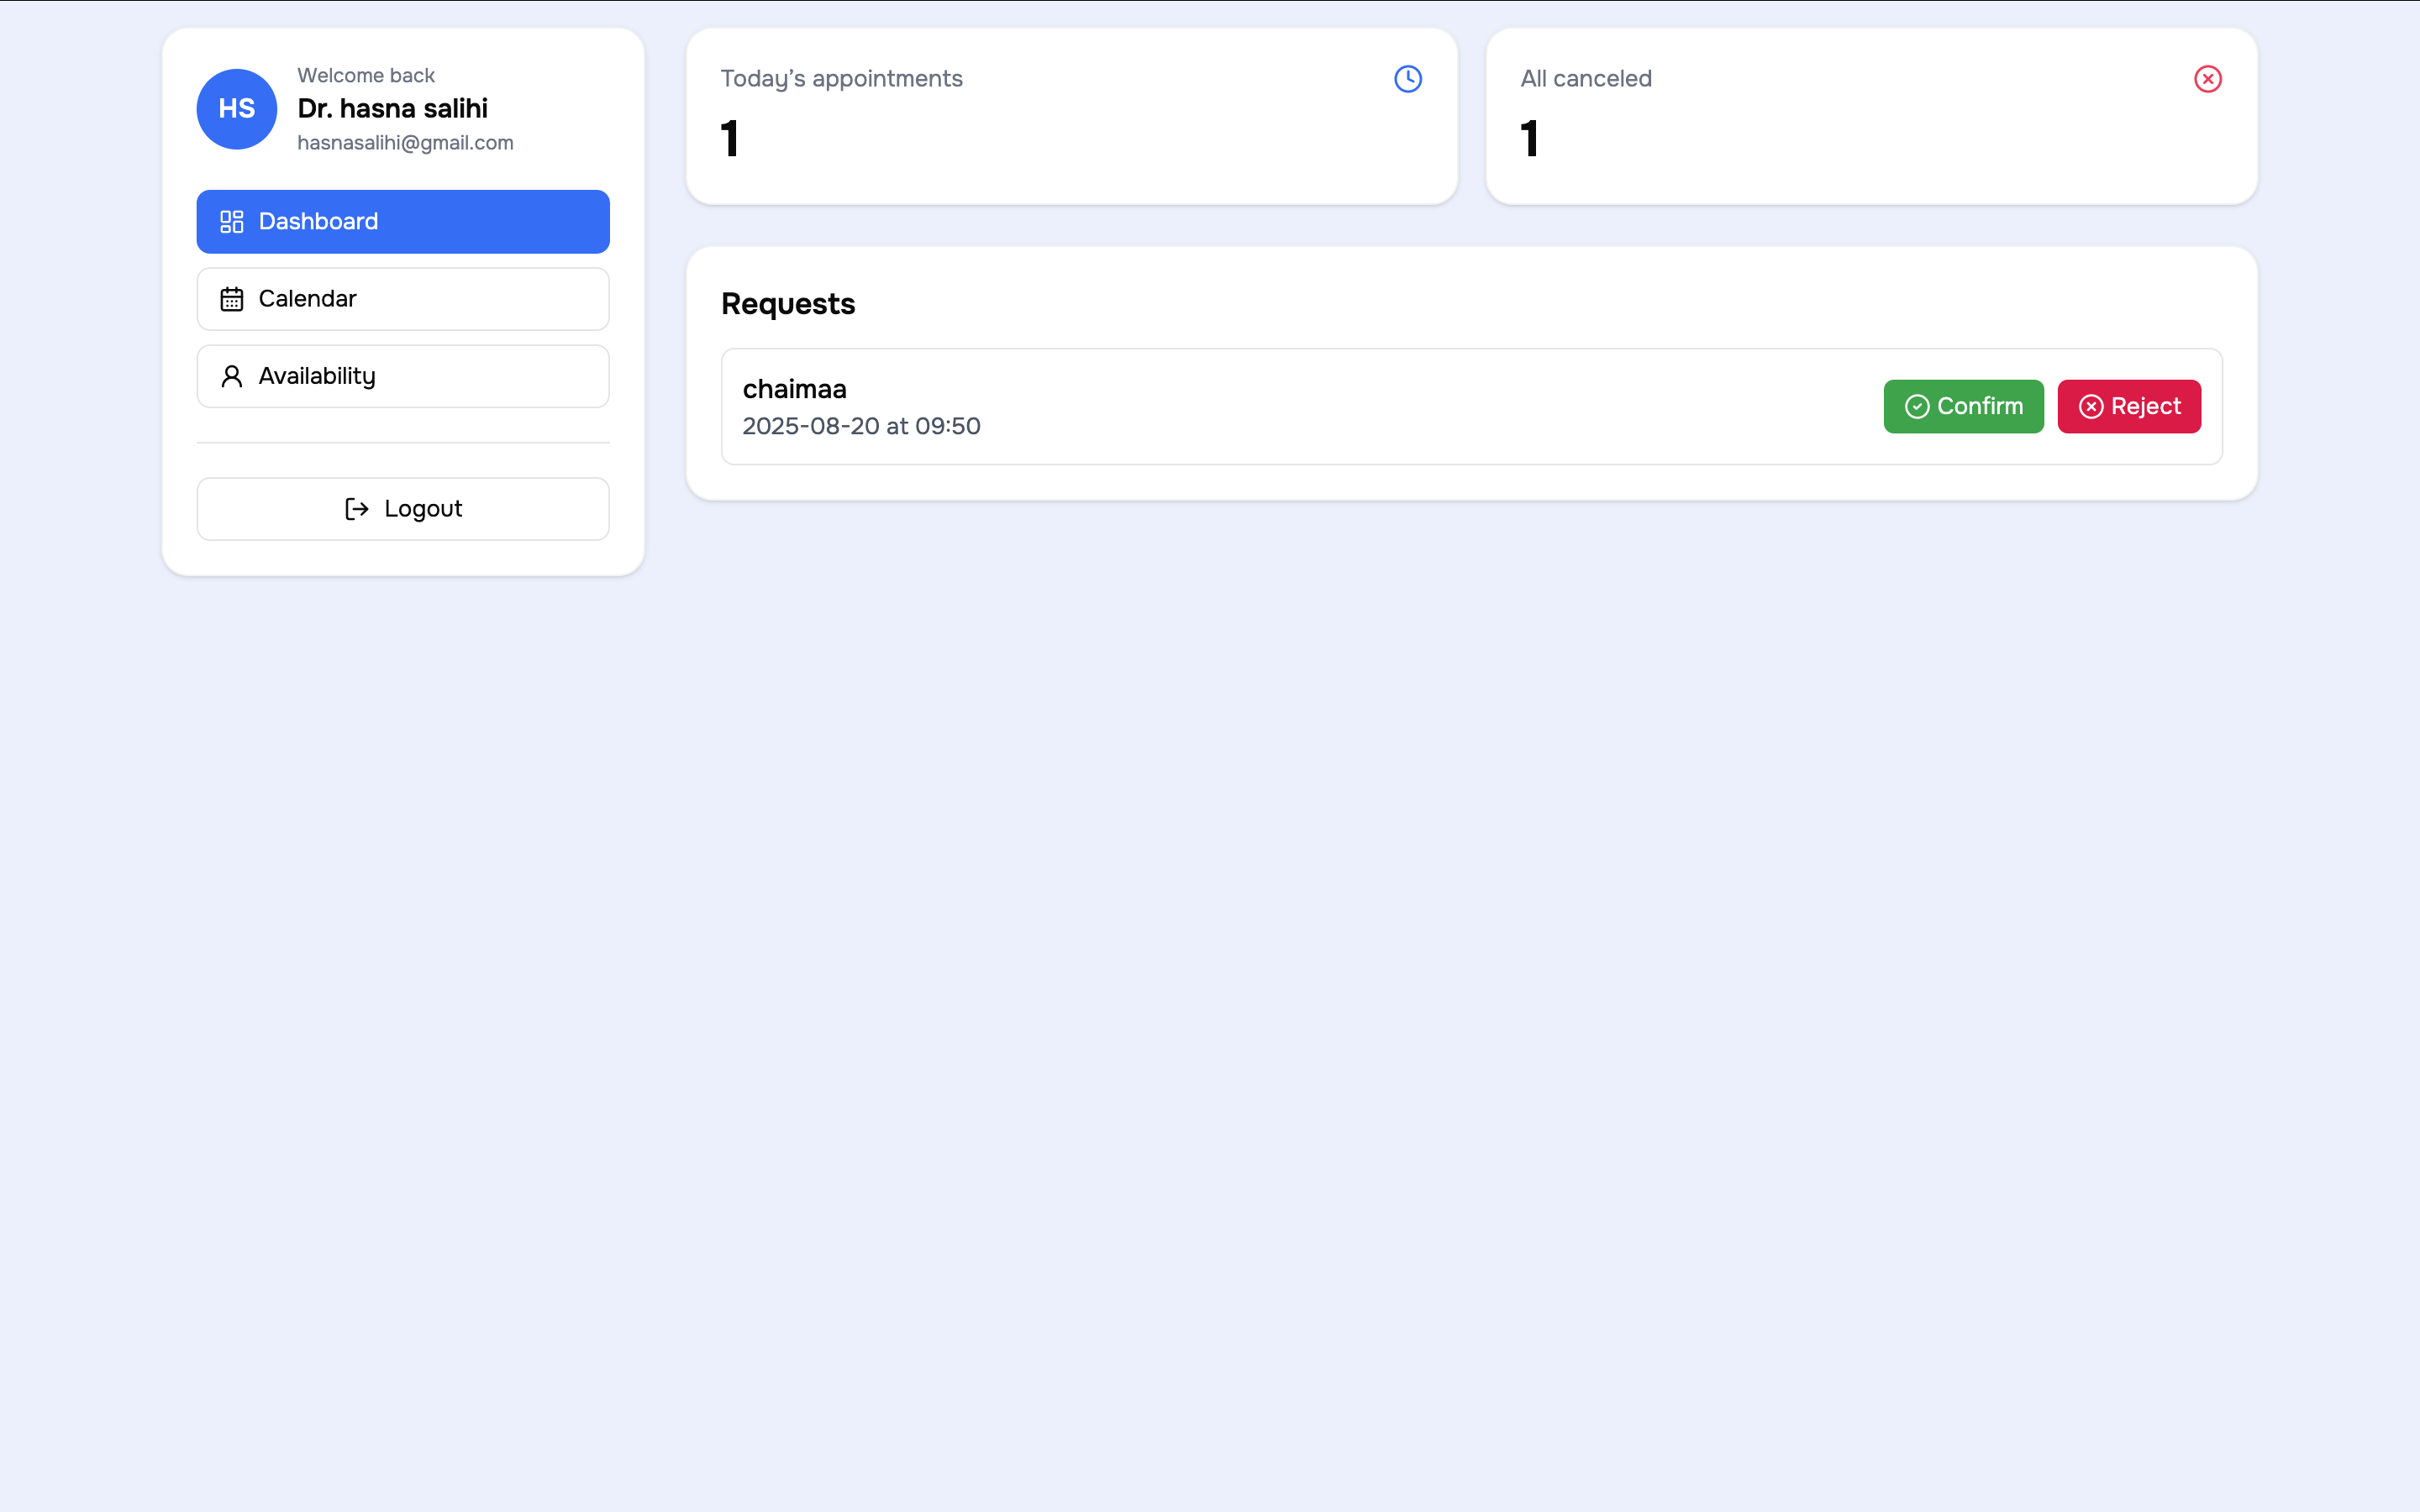 HS
Welcome back
Dr. hasna salihi
hasnasalihi@gmail.com
Dashboard
Calendar
Availability
Logout
Today’s appointments
1
All canceled
1
Requests
chaimaa
2025-08-20 at 09:50
Confirm
Reject